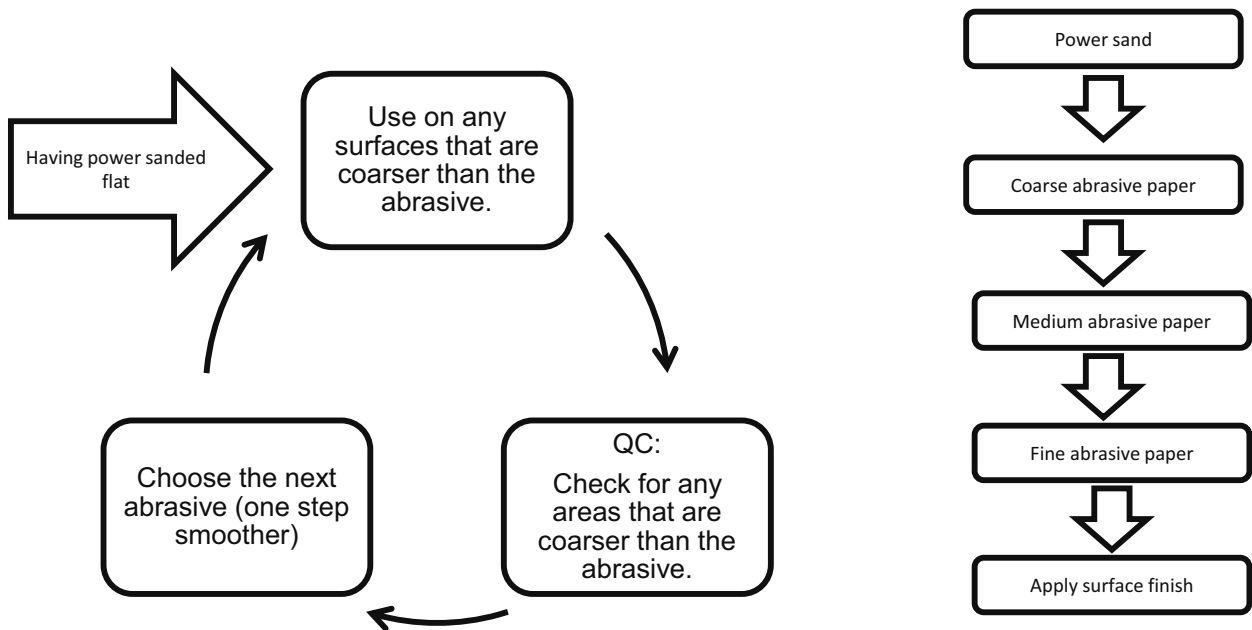 Having power sanded
flat
Use on any
surfaces that are
coarser than the
abrasive.
Choose the next
abrasive (one step
smoother)
QC:
Check for any
areas that are
coarser than the
abrasive.
Power sand
Coarse abrasive paper
Medium abrasive paper
Fine abrasive paper
Apply surface finish